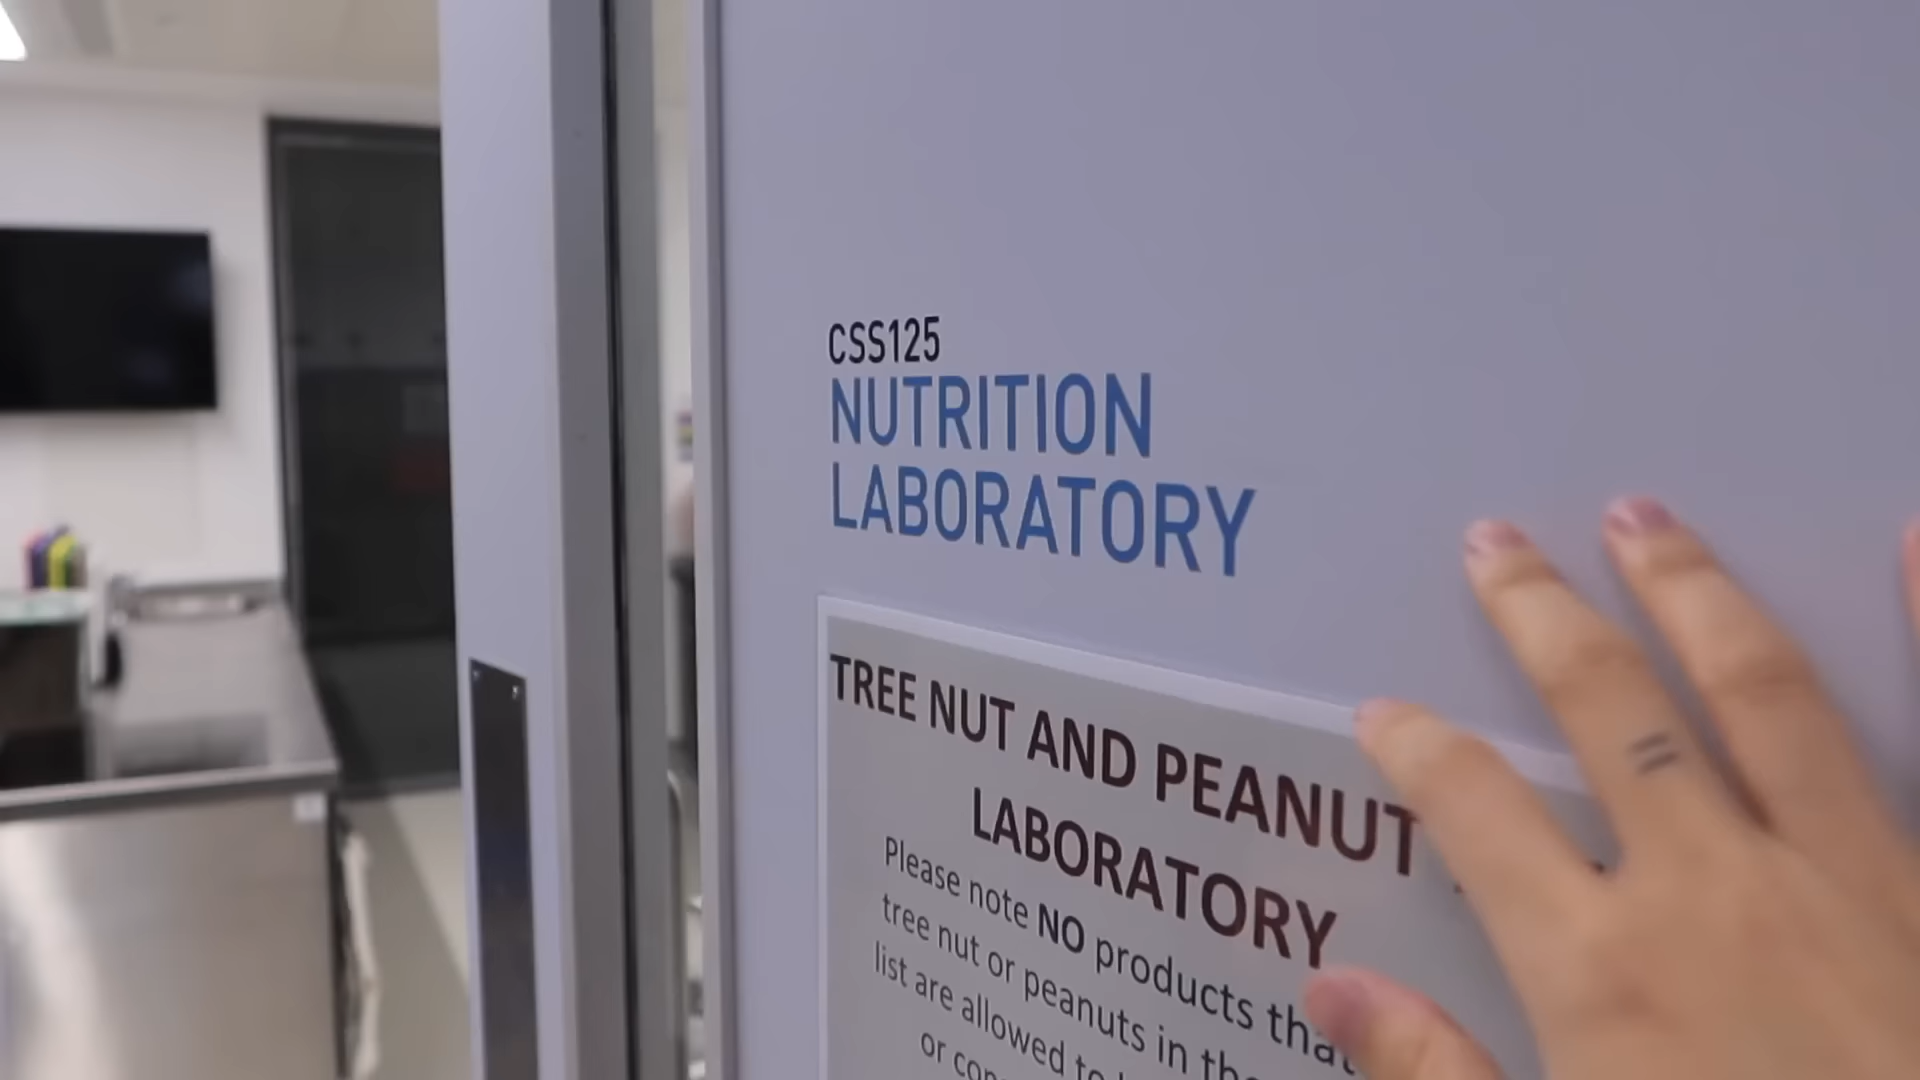 CSS125
NUTRITION
LABORATORY
TREE NUT AND PEANUT
LABORATORY
Please note NO products that
tree nut or peanuts in
list are allowed
or